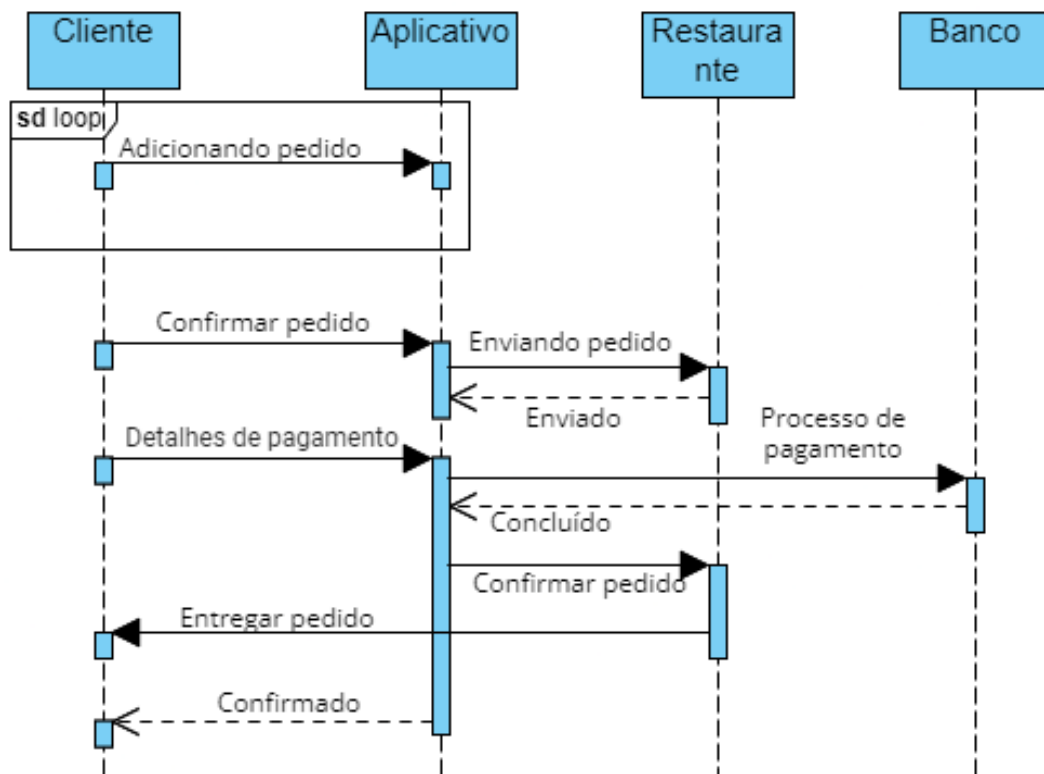 Cliente
Aplicativo
Restaura
nte
Banco
sd loop
Adicionando pedido
Confirmar pedido
Enviando pedido
Enviado
Processo de
pagamento
Detalhes de pagamento
Concluído
Confirmar pedido
Entregar pedido
Confirmado